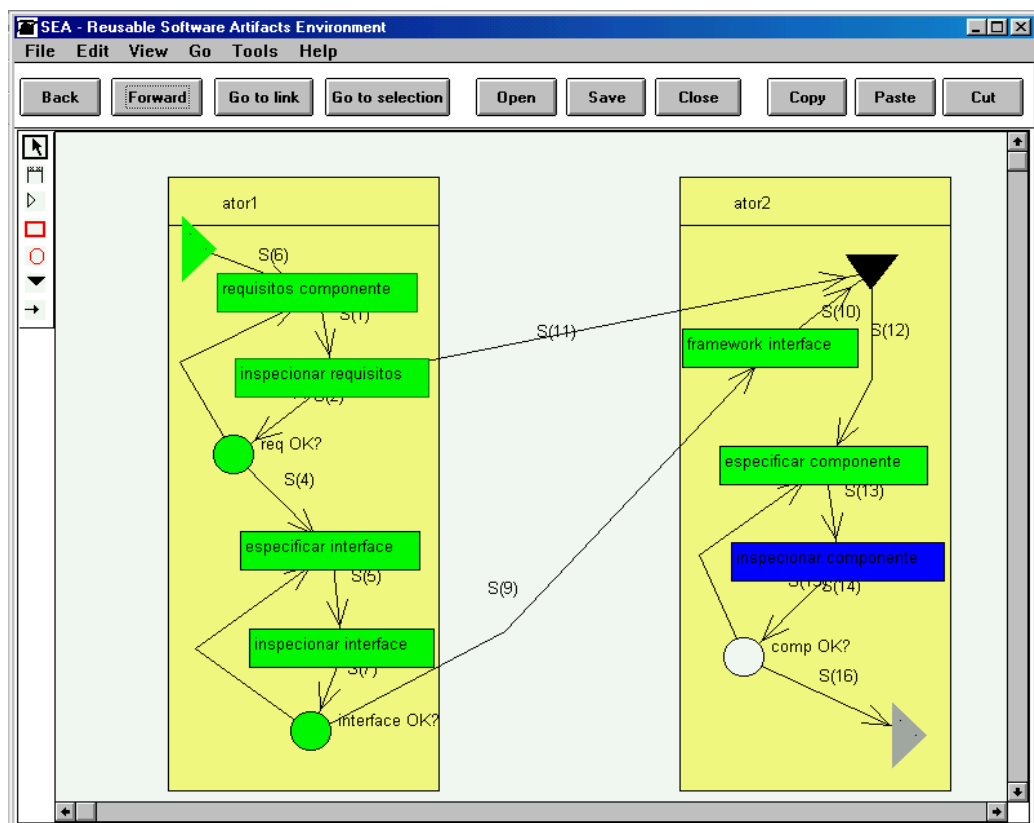 SEA - Reusable Software Artifacts Environment
File Edit View Go Tools Help
Back Forward Go to link Go to selection Open Save Close Copy Paste Cut
ator1
ator2
S(6)
requisitos componente
S(1)
S(10)
S(11)
S(12)
framework interface
inspecionar requisitos
S(2)
req OK?
especificar componente
S(4)
S(13)
especificar interface
inspecionar componente
S(5)
S(9)
S(15)
S(14)
inspecionar interface
comp OK?
S(7)
S(16)
interface OK?